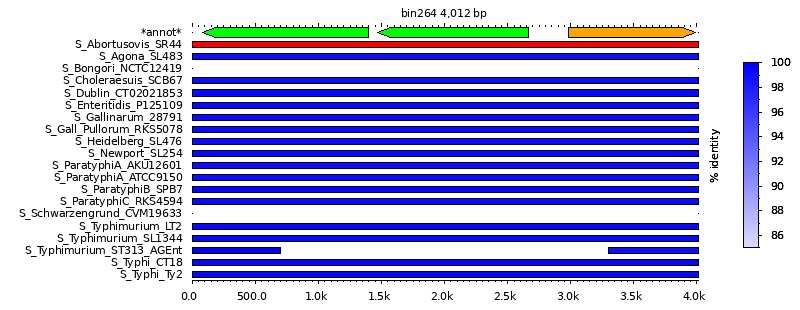 bin264 4,012 bp
*annot*
S_Abortusovis_SR44
S_Agona_SL483
S_Bongori_NCTC12419
S_Choleraesuis_SCB67
S_Dublin_CT02021853
S_Enteritidis_P125109
S_Gallinarum_28791
S_Gall_Pullorum_RKS5078
S_Heidelberg_SL476
S_Newport_SL254
S_ParatyphiA_AKU12601
S_ParatyphiA_ATCC9150
S_ParatyphiB_SPB7
S_ParatyphiC_RKS4594
S_Schwarzengrund_CVM19633
S_Typhimurium_LT2
S_Typhimurium_SL1344
S_Typhimurium_ST313_AGEnt
S_Typhi_CT18
S_Typhi_Ty2
0.0 500.0 1.0k 1.5k 2.0k 2.5k 3.0k 3.5k 4.0k
100
98
96
94
92
90
88
86
% identity